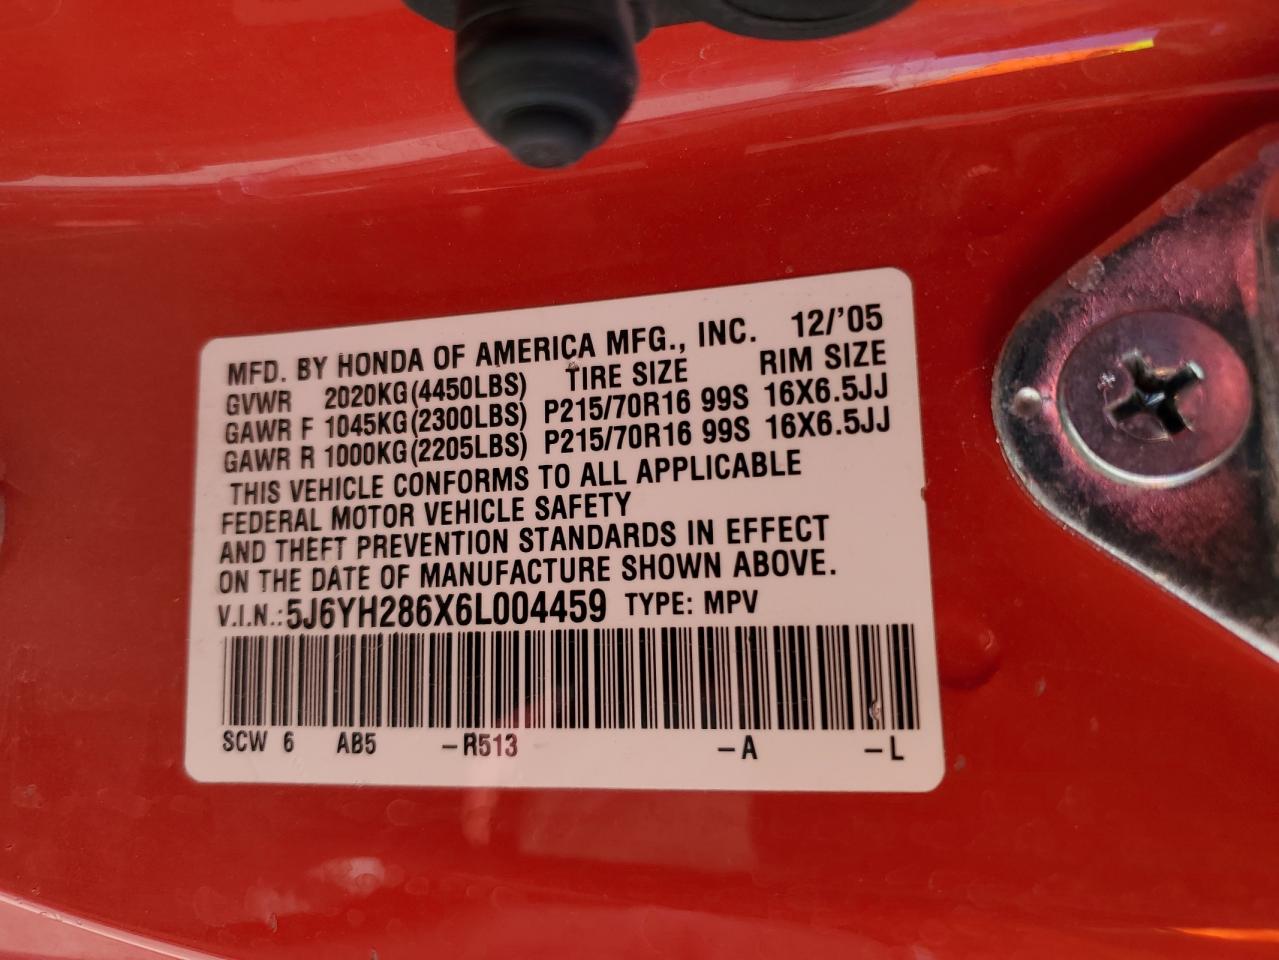 MFD. BY HONDA OF AMERICA MFG., INC. 12/'05
GVWR 2020KG(4450LBS) TIRE SIZE RIM SIZE
GAWR F 1045KG(2300LBS) P215/70R16 99S 16X6.5JJ
GAWR R 1000KG(2205LBS) P215/70R16 99S 16X6.5JJ
THIS VEHICLE CONFORMS TO ALL APPLICABLE
FEDERAL MOTOR VEHICLE SAFETY
AND THEFT PREVENTION STANDARDS IN EFFECT
ON THE DATE OF MANUFACTURE SHOWN ABOVE.
V.I.N.:5J6YH286X6L004459 TYPE: MPV
SCW 6 AB5 -R513 -A -L